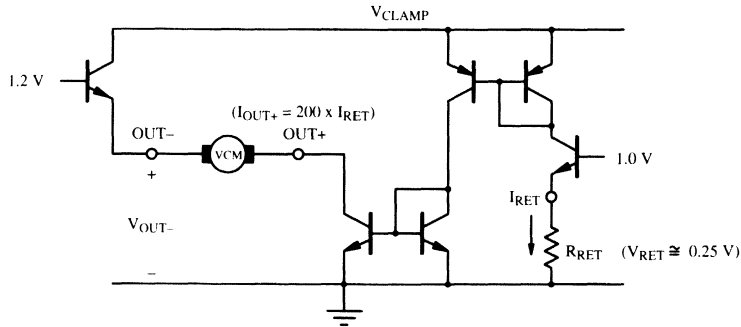 VCLAMP
1.2 V
(IOUT+ = 200 x IRET)
OUT–
OUT+
VCM
1.0 V
+
IRET
VOUT–
RRET (VRET ≅ 0.25 V)
–